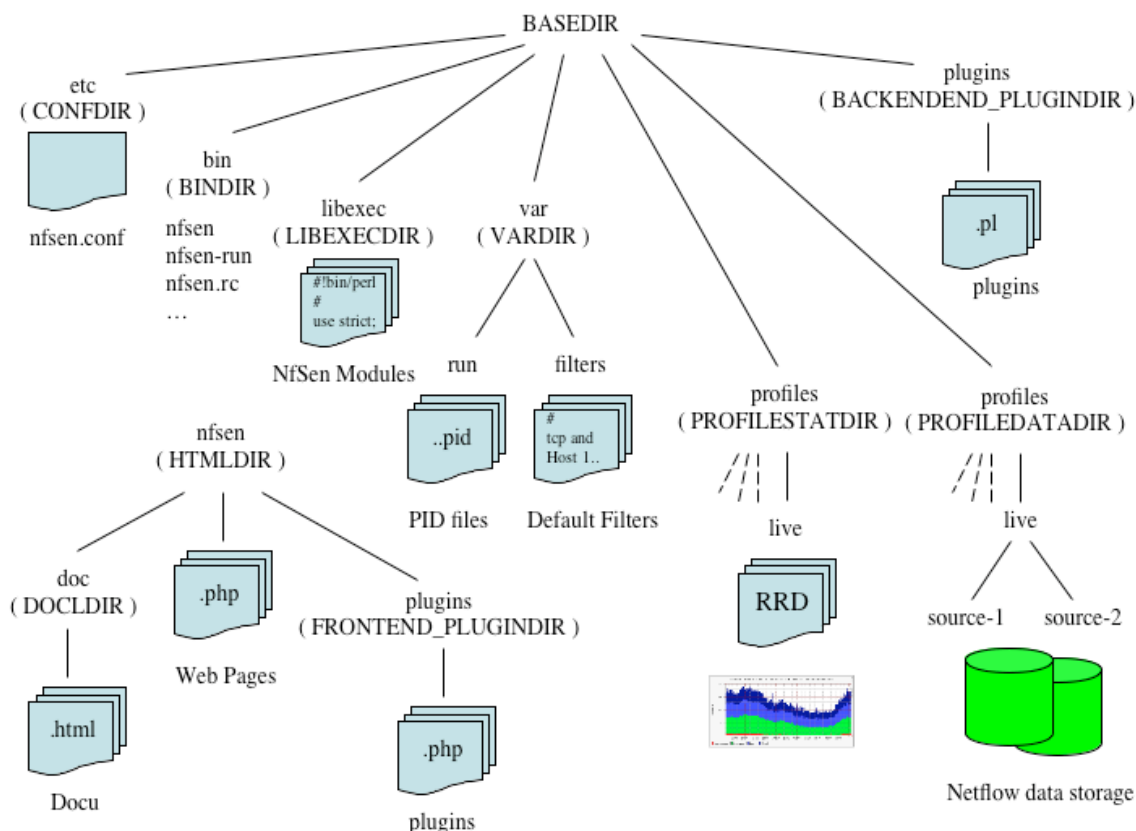 BASEDIR
etc
( CONFDIR )
nfsen.conf
bin
( BINDIR )
nfsen
nfsen-run
nfsen.rc
…
libexec
( LIBEXECDIR )
#!bin/perl
#
use strict;
NfSen Modules
var
( VARDIR )
run
..pid
PID files
filters
#
tcp and
Host 1..
Default Filters
plugins
( BACKENDEND_PLUGINDIR )
.pl
plugins
profiles
( PROFILESTATDIR )
live
RRD
profiles
( PROFILEDATADIR )
live
source-1
source-2
Netflow data storage
nfsen
( HTMLDIR )
doc
( DOCLDIR )
.html
Docu
.php
Web Pages
plugins
( FRONTEND_PLUGINDIR )
.php
plugins